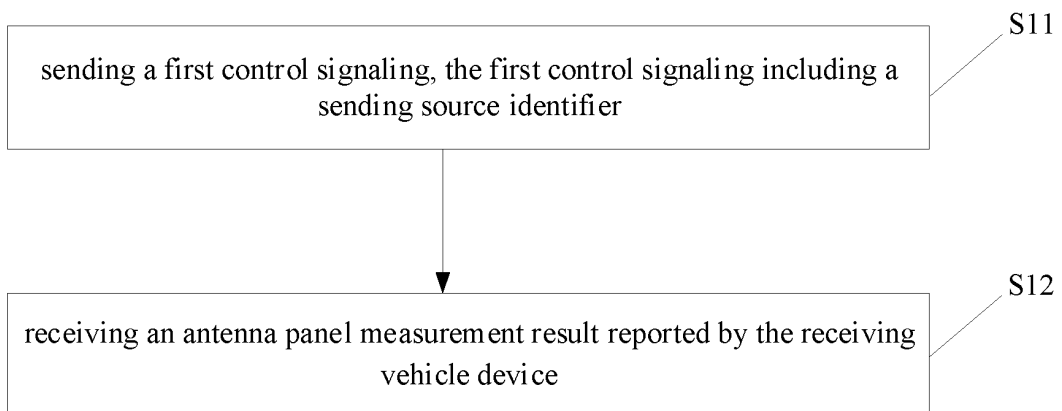 S11
sending a first control signaling, the first control signaling including a
sending source identifier
S12
receiving an antenna panel measurement result reported by the receiving
vehicle device